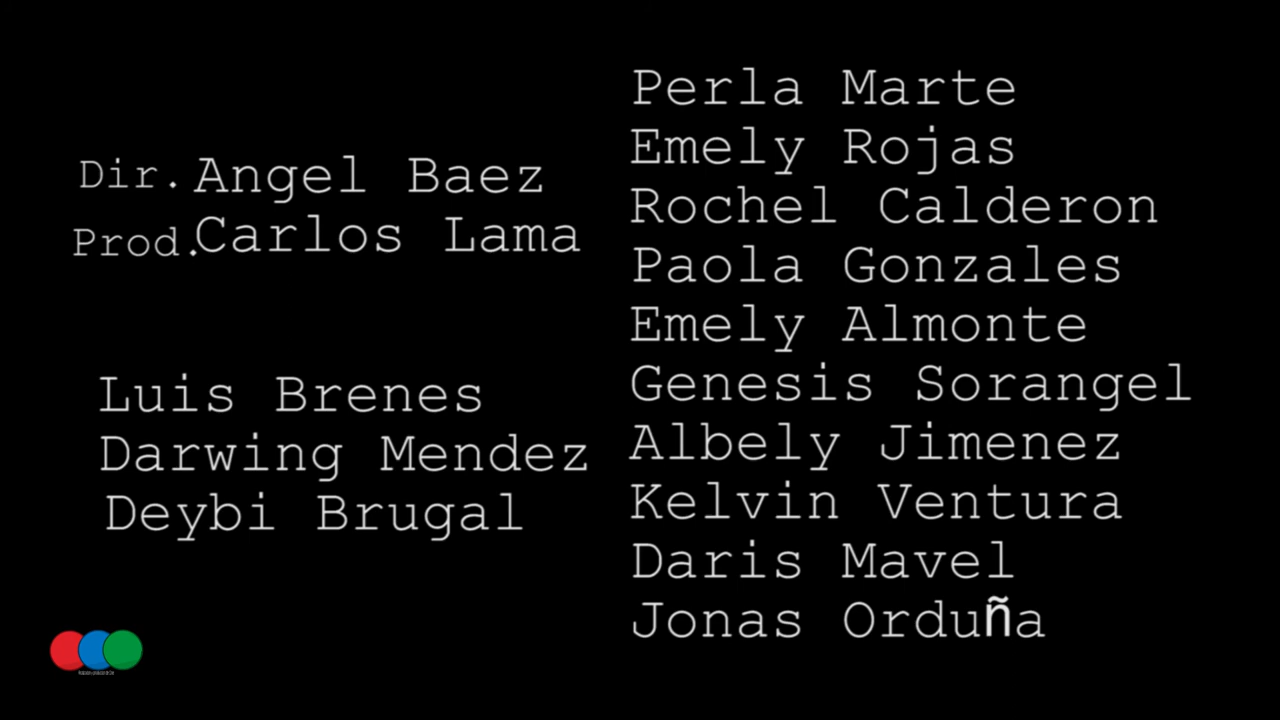 Dir. Angel Baez
Prod. Carlos Lama
Luis Brenes
Darwing Mendez
Deybi Brugal
Perla Marte
Emely Rojas
Rochel Calderon
Paola Gonzales
Emely Almonte
Genesis Sorangel
Albely Jimenez
Kelvin Ventura
Daris Mavel
Jonas Orduña